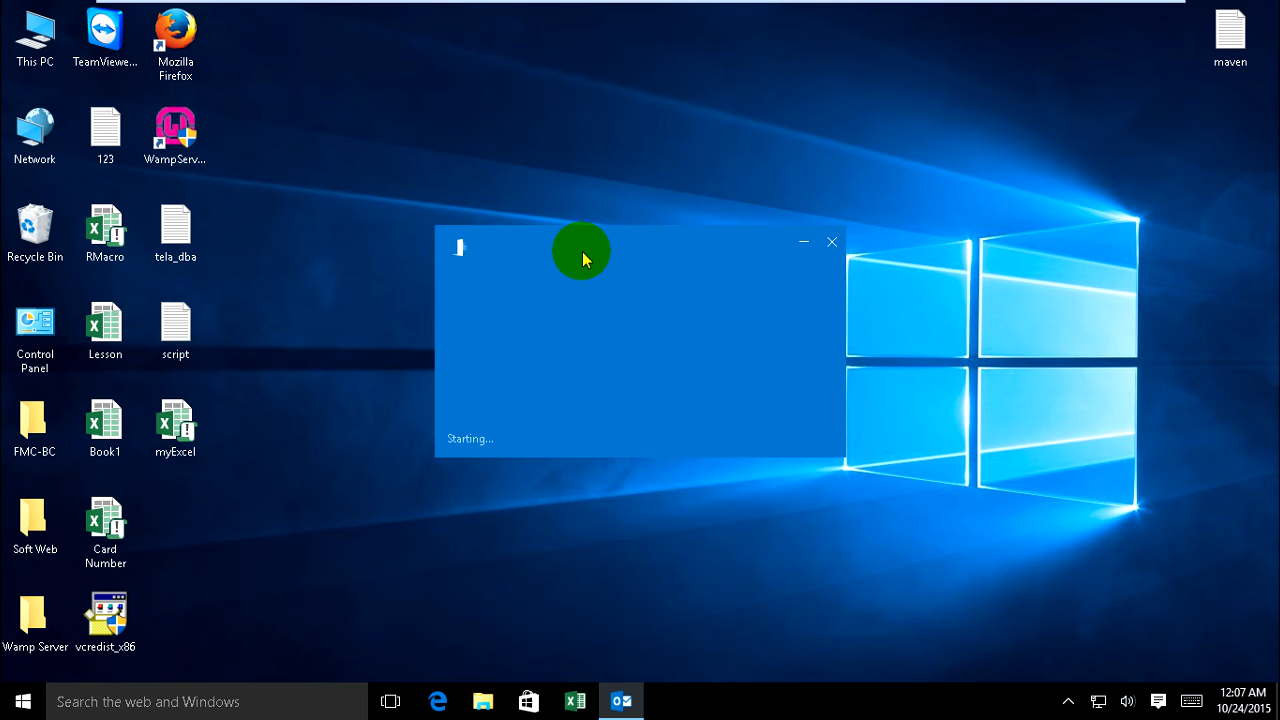 This PC
TeamViewe...
Mozilla
Firefox
maven
Network
123
WampServ...
Recycle Bin
RMacro
tela_dba
Control
Panel
Lesson
script
FMC-BC
Book1
myExcel
Soft Web
Card
Number
Wamp Server
vcredist_x86
Starting...
Search the web and Windows
12:07 AM
10/24/2015